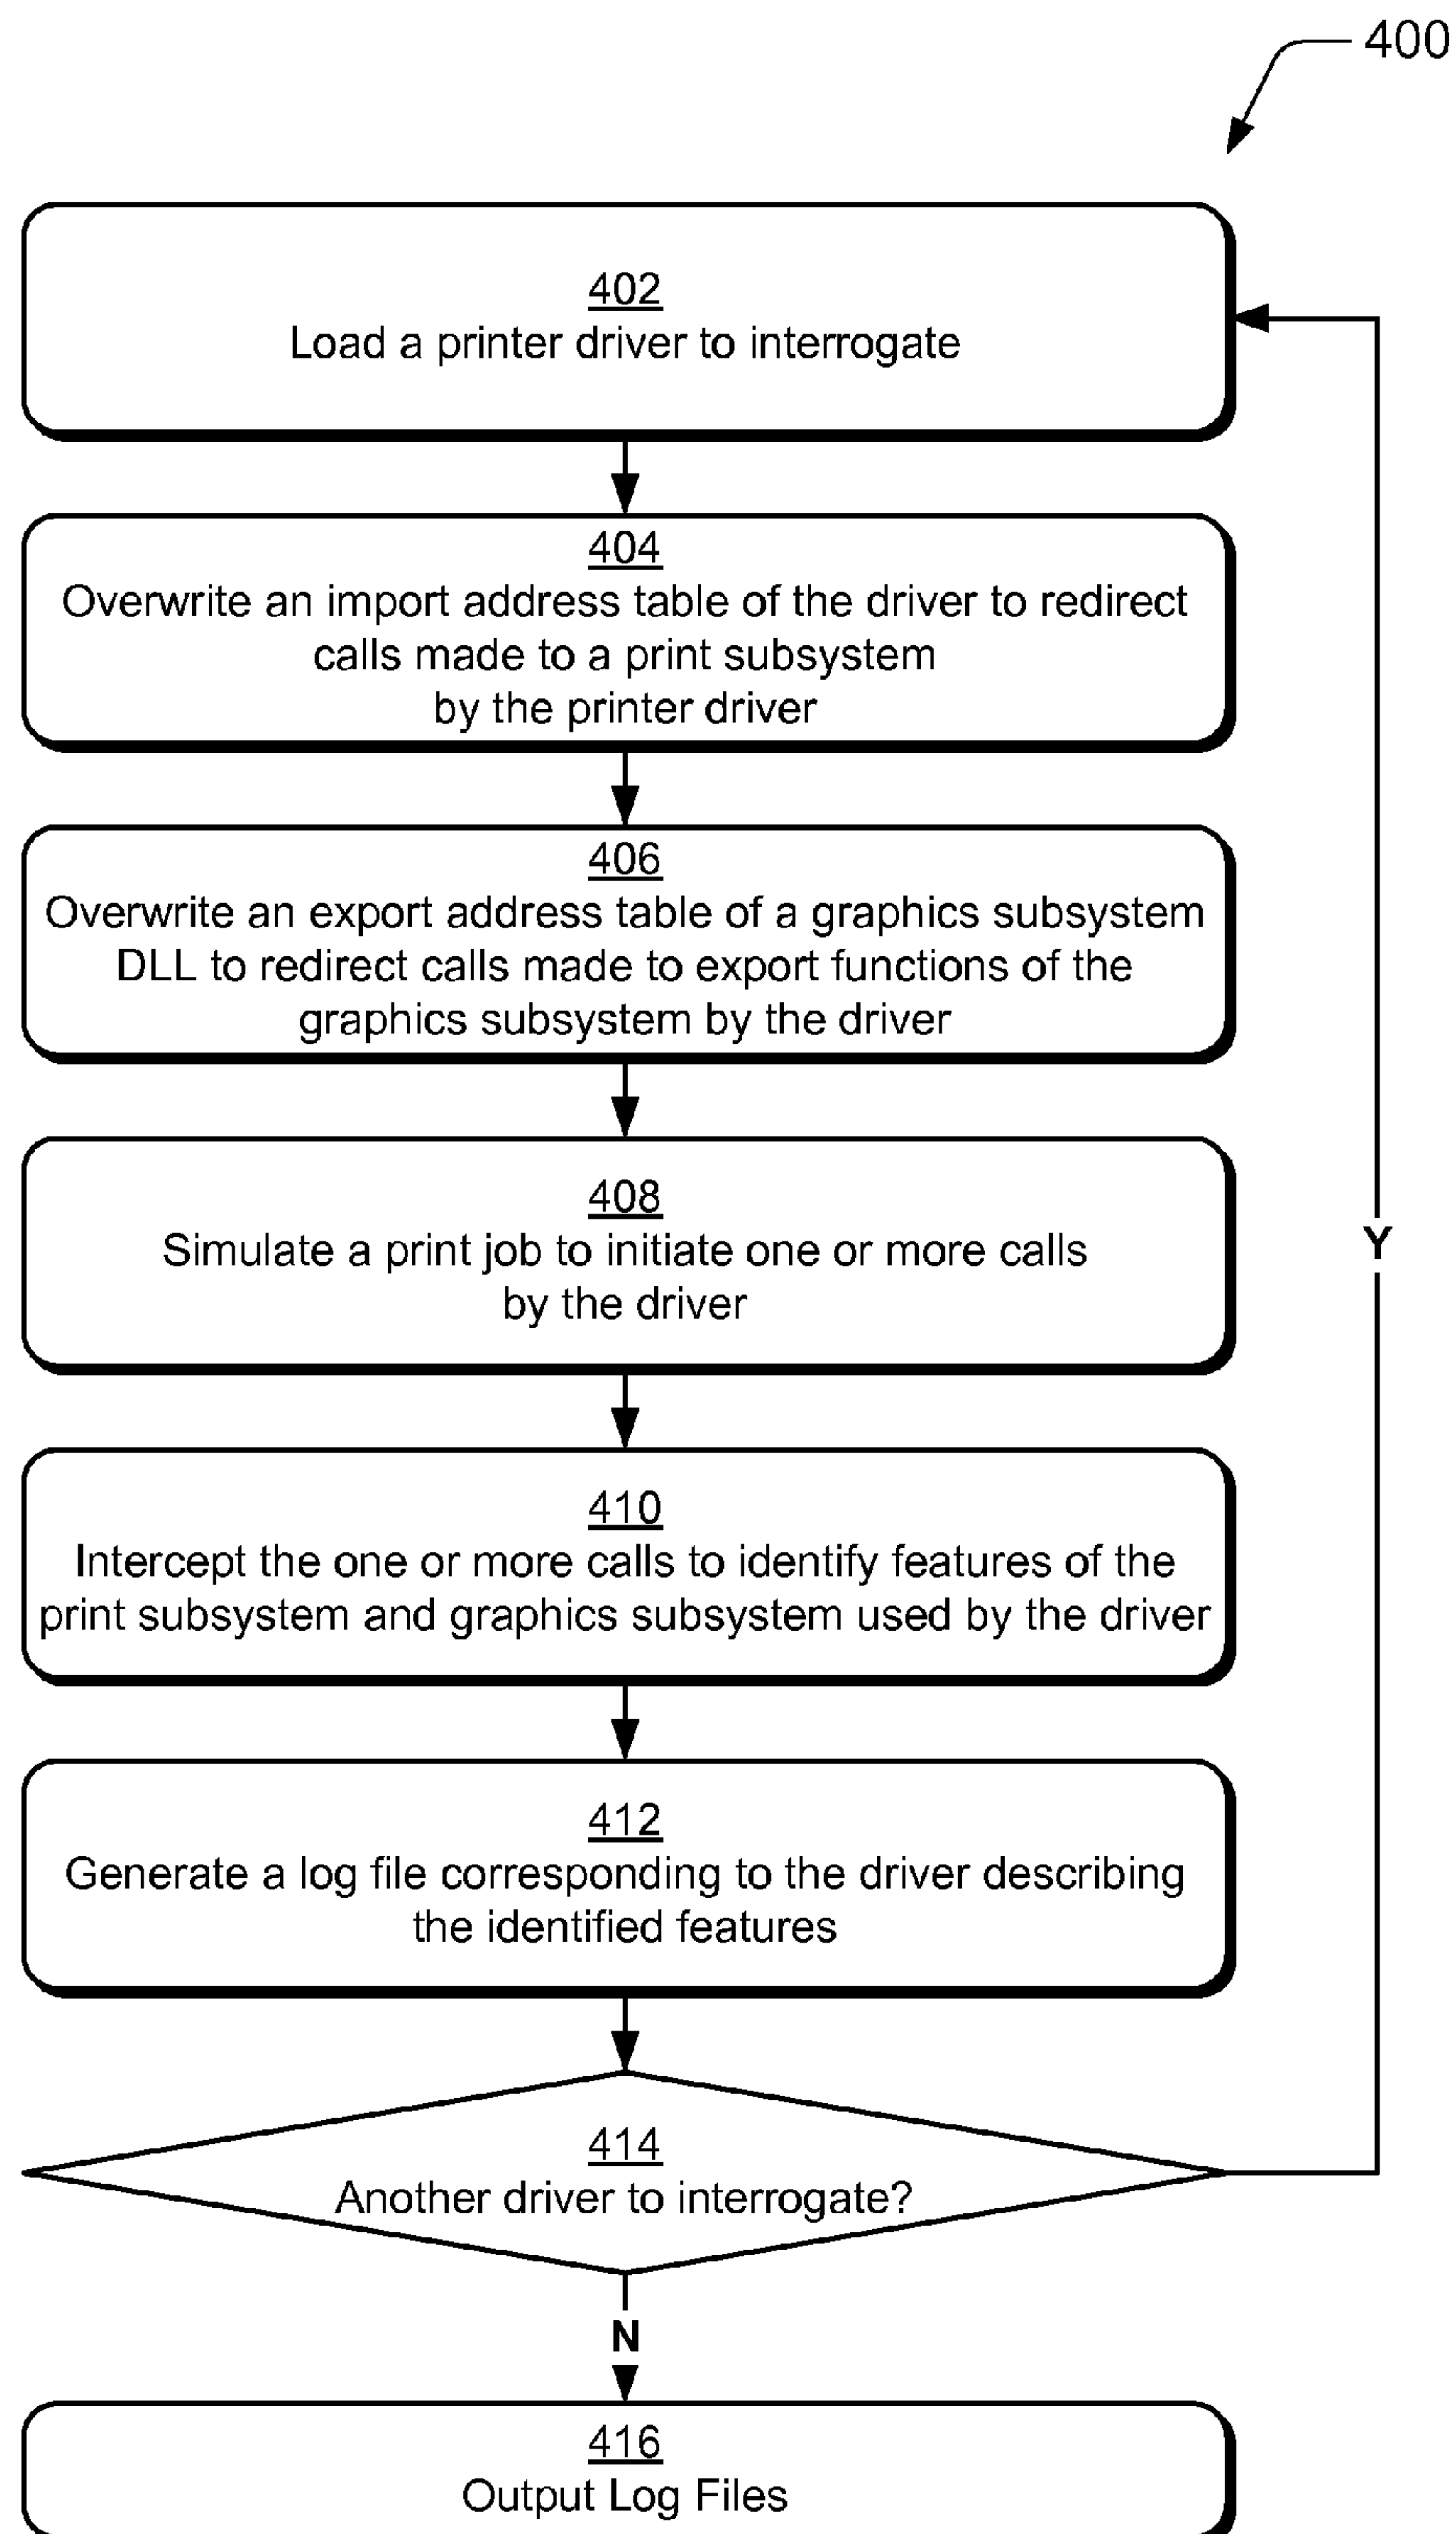 400
402
Load a printer driver to interrogate
404
Overwrite an import address table of the driver to redirect
calls made to a print subsystem
by the printer driver
406
Overwrite an export address table of a graphics subsystem
DLL to redirect calls made to export functions of the
graphics subsystem by the driver
408
Simulate a print job to initiate one or more calls
by the driver
Y
410
Intercept the one or more calls to identify features of the
print subsystem and graphics subsystem used by the driver
412
Generate a log file corresponding to the driver describing
the identified features
414
Another driver to interrogate?
N
416
Output Log Files